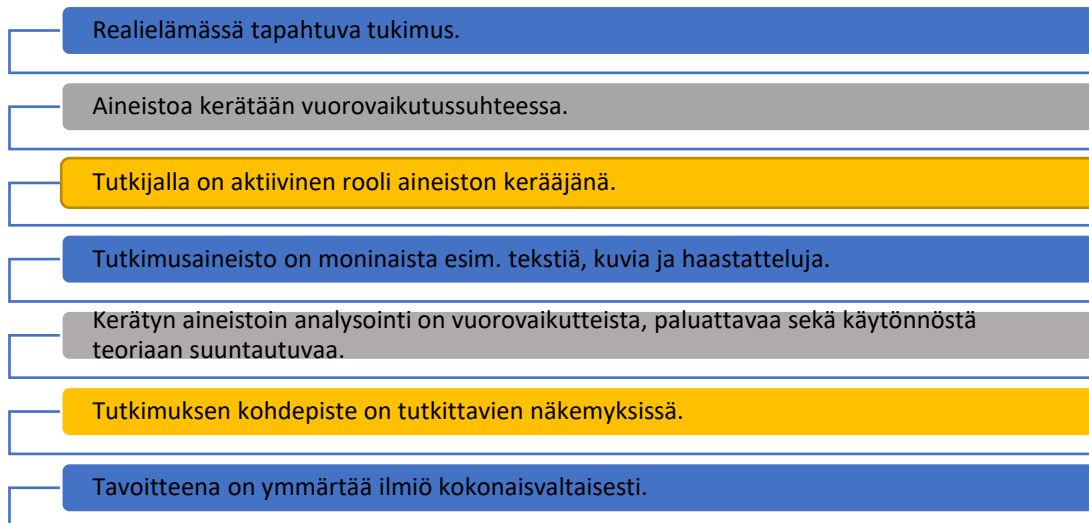 Realielämässä tapahtuva tukimus.
Aineistoa kerätään vuorovaikutussuhteessa.
Tutkijalla on aktiivinen rooli aineiston kerääjänä.
Tutkimusaineisto on moninaista esim. tekstiä, kuvia ja haastatteluja.
Kerätyn aineistoin analysointi on vuorovaikutteista, paluattavaa sekä käytönnöstä
teoriaan suuntautuvaa.
Tutkimuksen kohdepiste on tutkittavien näkemyksissä.
Tavoitteena on ymmärtää ilmiö kokonaisvaltaisesti.